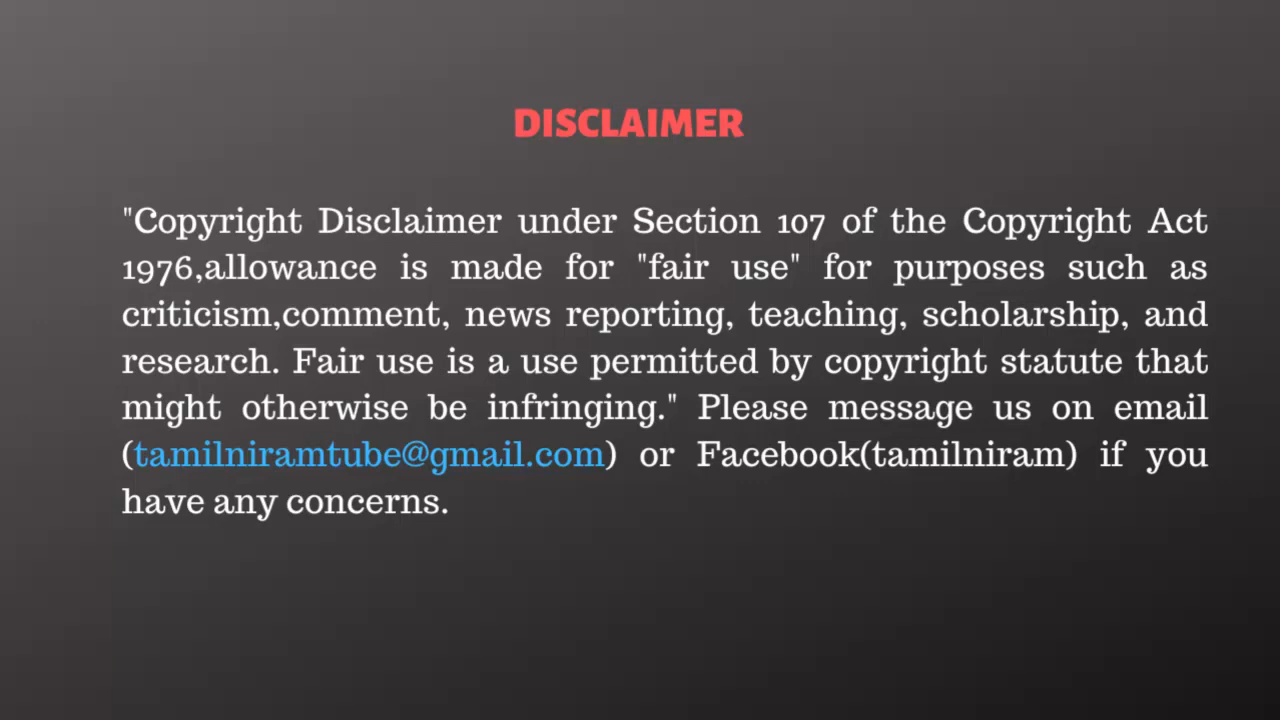 DISCLAIMER
"Copyright Disclaimer under Section 107 of the Copyright Act
1976,allowance is made for "fair use" for purposes such as
criticism,comment, news reporting, teaching, scholarship, and
research. Fair use is a use permitted by copyright statute that
might otherwise be infringing." Please message us on email
(tamilniramtube@gmail.com) or Facebook(tamilniram) if you
have any concerns.